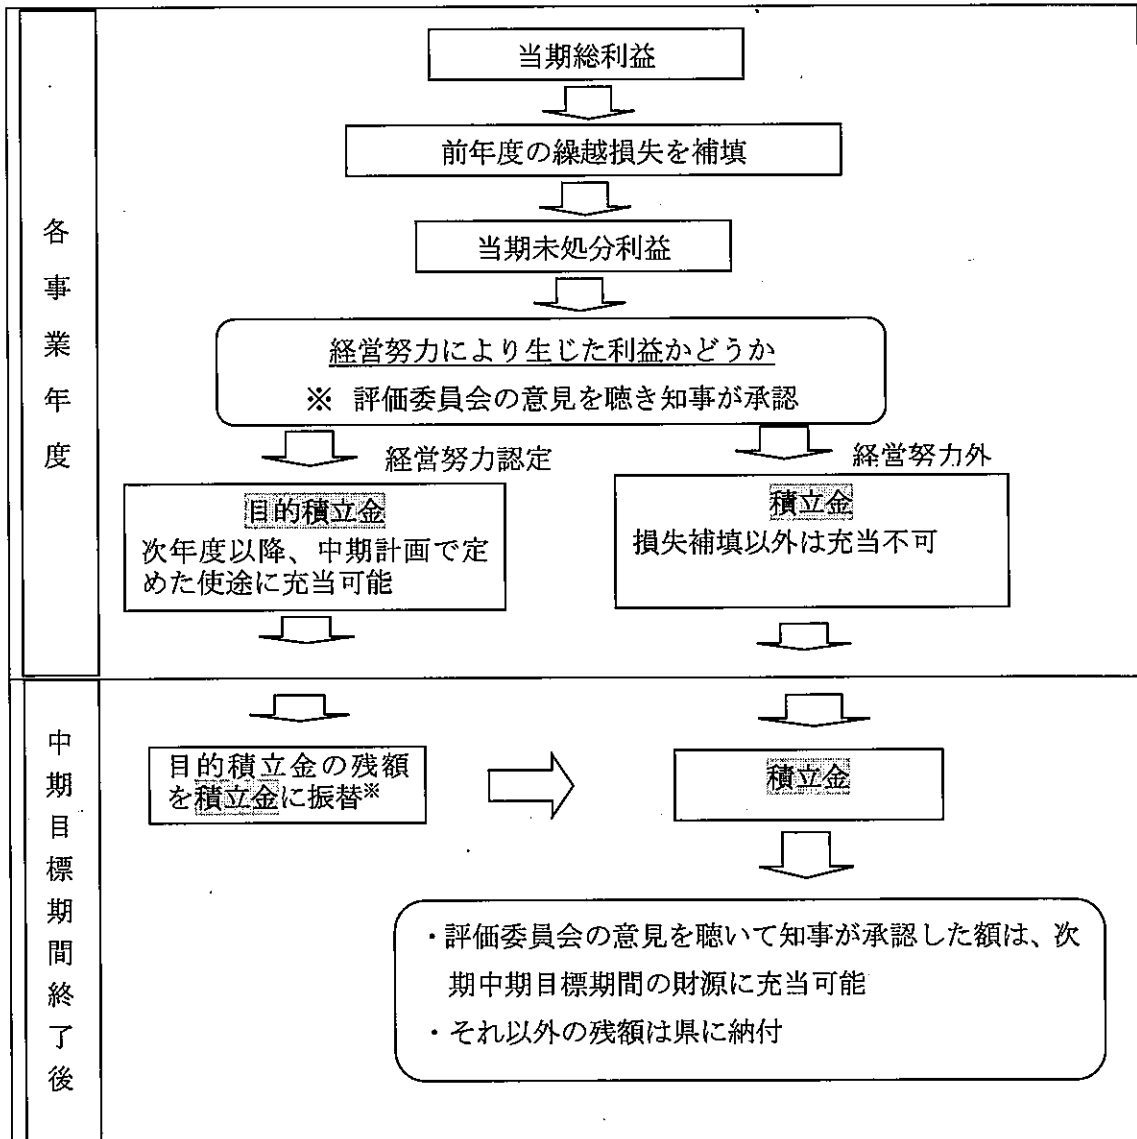 各事業年度
当期総利益
前年度の繰越損失を補填
当期未処分利益
経営努力により生じた利益かどうか
※ 評価委員会の意見を聴き知事が承認
経営努力認定
経営努力外
目的積立金
次年度以降、中期計画で定
めた使途に充当可能
積立金
損失補填以外は充当不可
中期目標期間終了後
目的積立金の残額
を積立金に振替※
積立金
・評価委員会の意見を聴いて知事が承認した額は、次
期中期目標期間の財源に充当可能
・それ以外の残額は県に納付